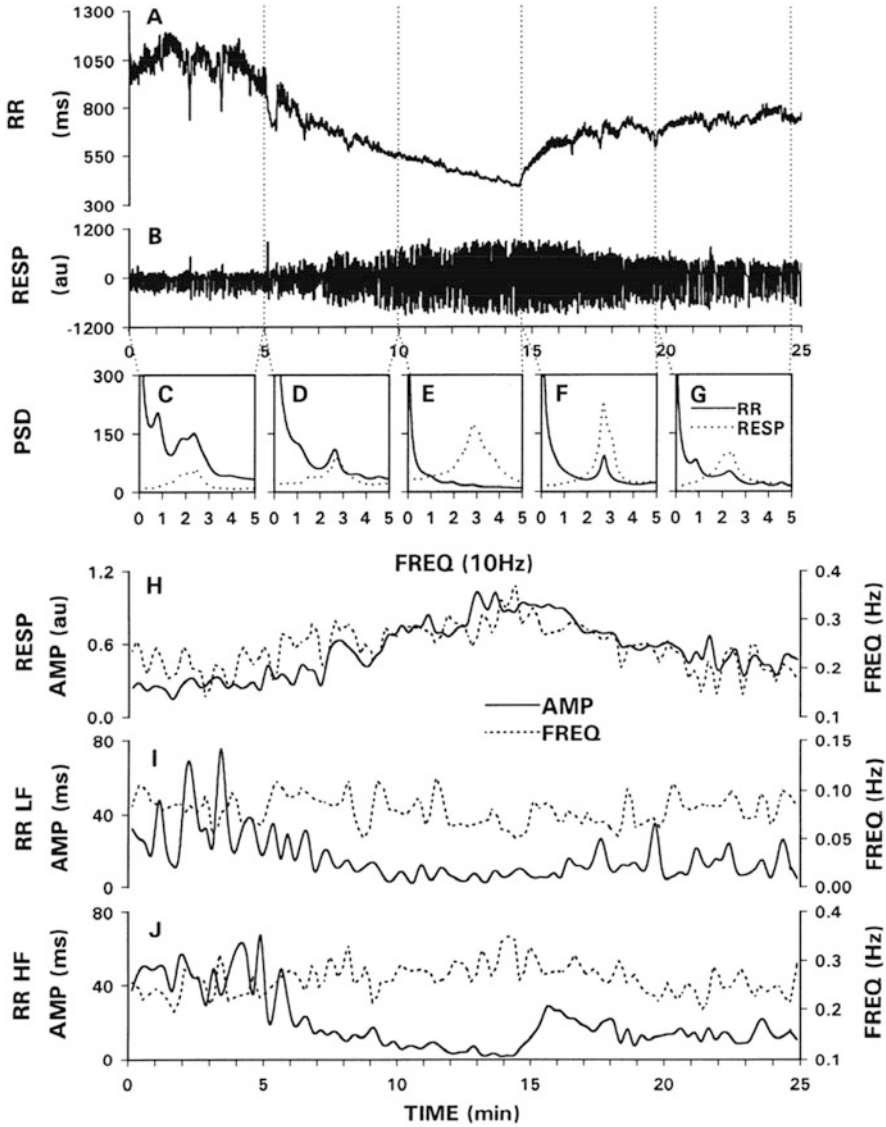 1300
1050
800
550
300
RR
(ms)
A
1200
0
-1200
RESP
(au)
B
0 5 10 15 20 25
300
150
0
PSD
C D E F G
RR
RESP
0 1 2 3 4 5 0 1 2 3 4 5 0 1 2 3 4 5 0 1 2 3 4 5 0 1 2 3 4 5
FREQ (10Hz)
1.2
0.6
0.0
RESP
AMP (au)
H
0.4
0.3
0.2
0.1
FREQ (Hz)
AMP
FREQ
80
40
0
RR LF
AMP (ms)
I
0.15
0.10
0.05
0.00
FREQ (Hz)
80
40
0
RR HF
AMP (ms)
J
0.4
0.3
0.2
0.1
FREQ (Hz)
0 5 10 15 20 25
TIME (min)